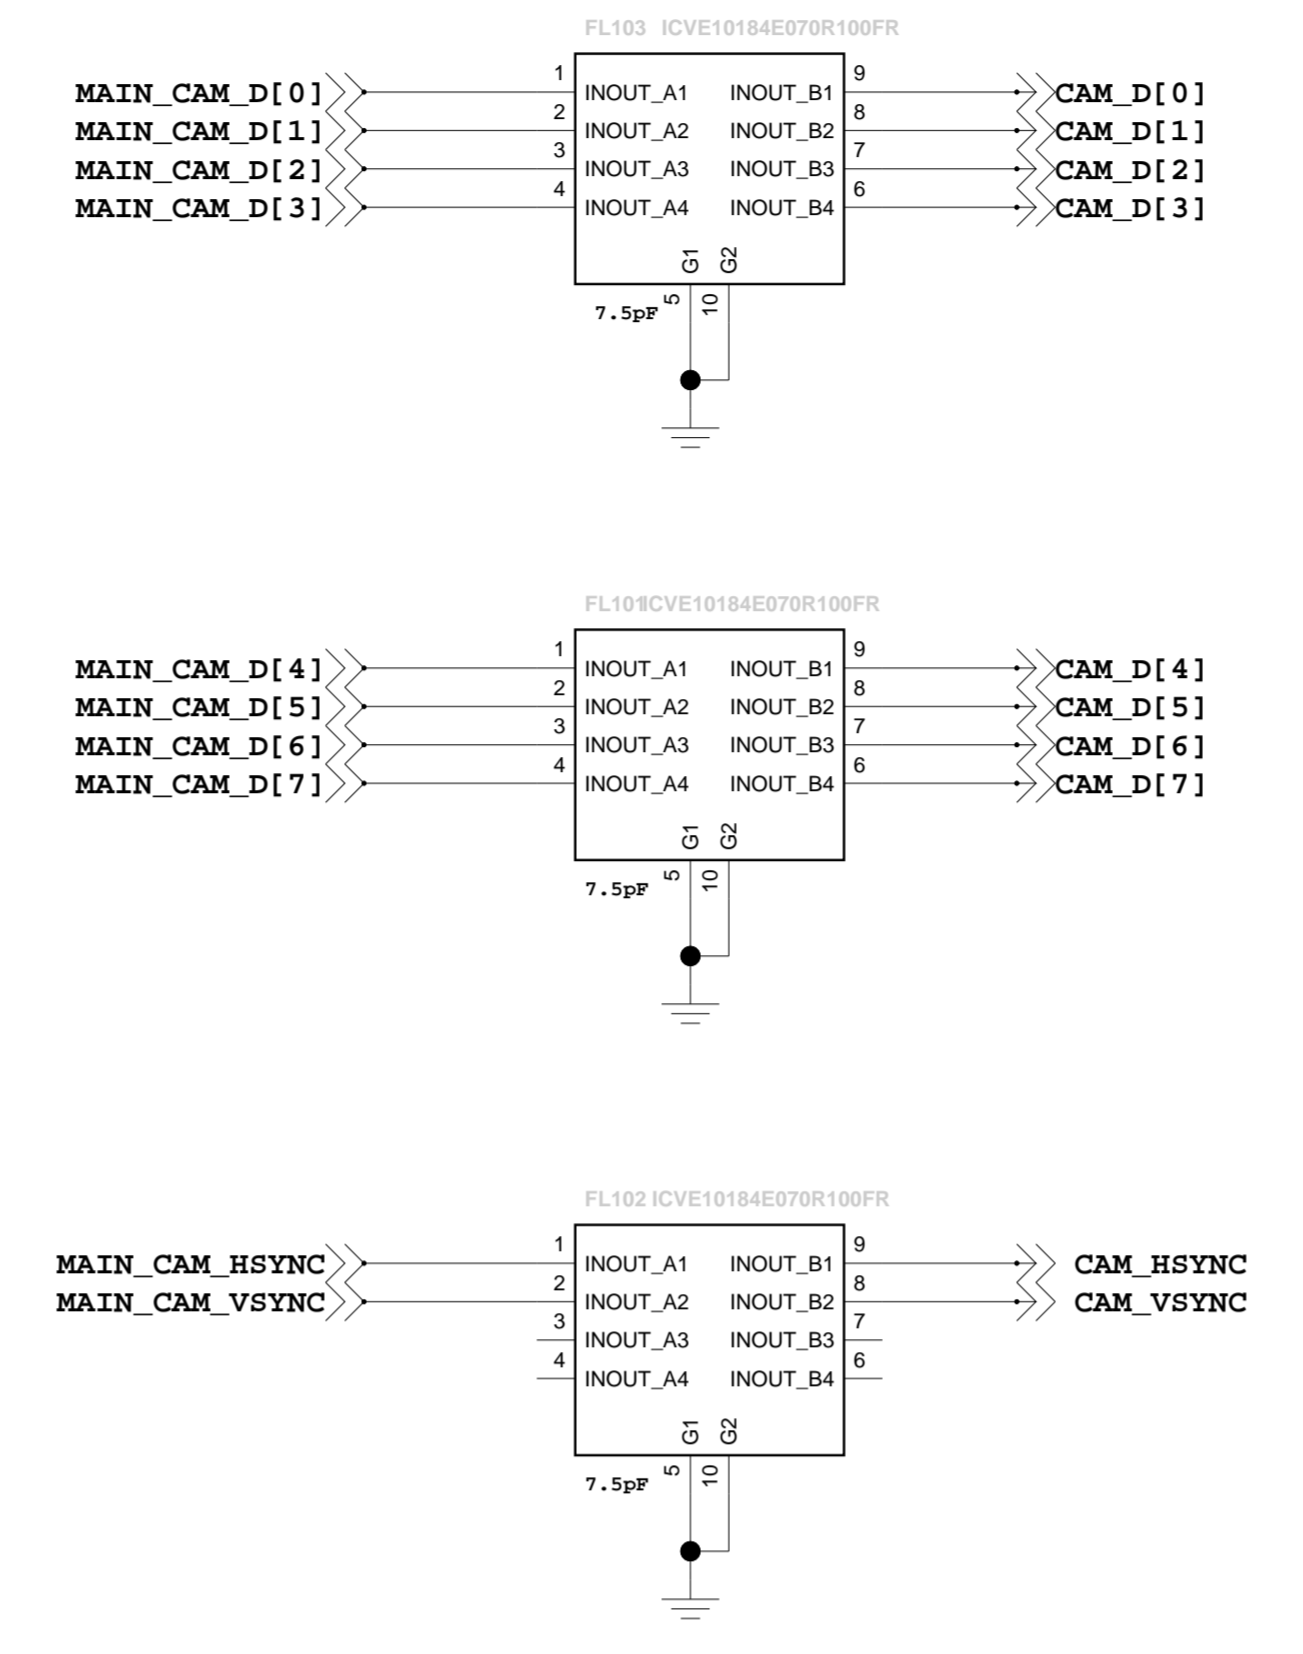 FL103 ICVE10184E070R100FR
1 9
MAIN_CAM_D[0] INOUT_A1 INOUT_B1 CAM_D[0]
2 8
MAIN_CAM_D[1] INOUT_A2 INOUT_B2 CAM_D[1]
3 7
MAIN_CAM_D[2] INOUT_A3 INOUT_B3 CAM_D[2]
4 6
MAIN_CAM_D[3] INOUT_A4 INOUT_B4 CAM_D[3]
G1 G2
7.5pF 5 10
FL101 ICVE10184E070R100FR
1 9
MAIN_CAM_D[4] INOUT_A1 INOUT_B1 CAM_D[4]
2 8
MAIN_CAM_D[5] INOUT_A2 INOUT_B2 CAM_D[5]
3 7
MAIN_CAM_D[6] INOUT_A3 INOUT_B3 CAM_D[6]
4 6
MAIN_CAM_D[7] INOUT_A4 INOUT_B4 CAM_D[7]
G1 G2
7.5pF 5 10
FL102 ICVE10184E070R100FR
1 9
MAIN_CAM_HSYNC INOUT_A1 INOUT_B1 CAM_HSYNC
2 8
MAIN_CAM_VSYNC INOUT_A2 INOUT_B2 CAM_VSYNC
3 7
INOUT_A3 INOUT_B3
4 6
INOUT_A4 INOUT_B4
G1 G2
7.5pF 5 10